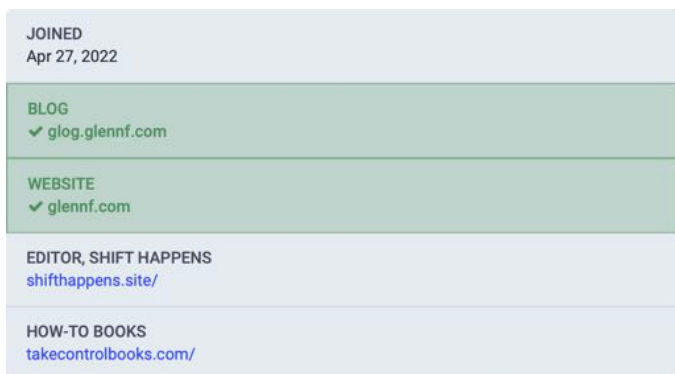 JOINED
Apr 27, 2022
BLOG
✔ glog.glennf.com
WEBSITE
✔ glennf.com
EDITOR, SHIFT HAPPENS
shifthappens.site/
HOW-TO BOOKS
takecontrolbooks.com/